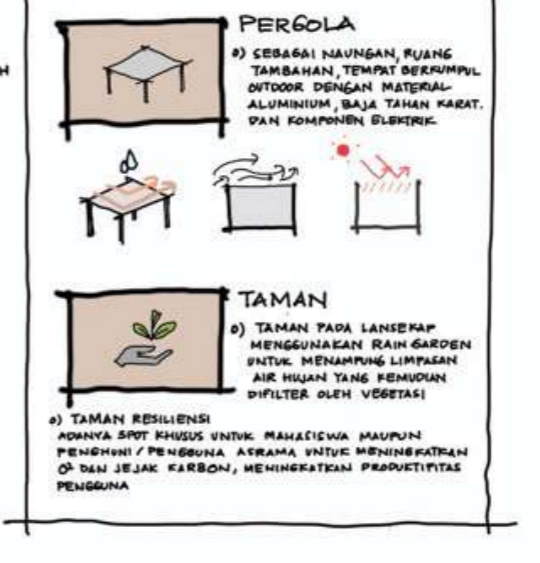 H
PERGOLA
o) SEBAGAI NAUNGAN, RUANG
TAMBAHAN, TEMPAT BERKUMPUL
OUTDOOR DENGAN MATERIAL
ALUMINIUM, BAJA TAHAN KARAT.
DAN KOMPONEN ELEKTRIK
TAMAN
o) TAMAN PADA LANSEKAP
MENGGUNAKAN RAIN GARDEN
UNTUK MENAMPUNG LIMPASAN
AIR HUJAN YANG KEMUDIAN
DIFILTER OLEH VEGETASI
o) TAMAN RESILIENSI
ADANYA SPOT KHUSUS UNTUK MAHASISWA MAUPUN
PENGHUNI / PENGGUNA ASRAMA UNTUK MENINGKATKAN
O² DAN JEJAK KARBON, MENINGKATKAN PRODUKTIFITAS
PENGGUNA